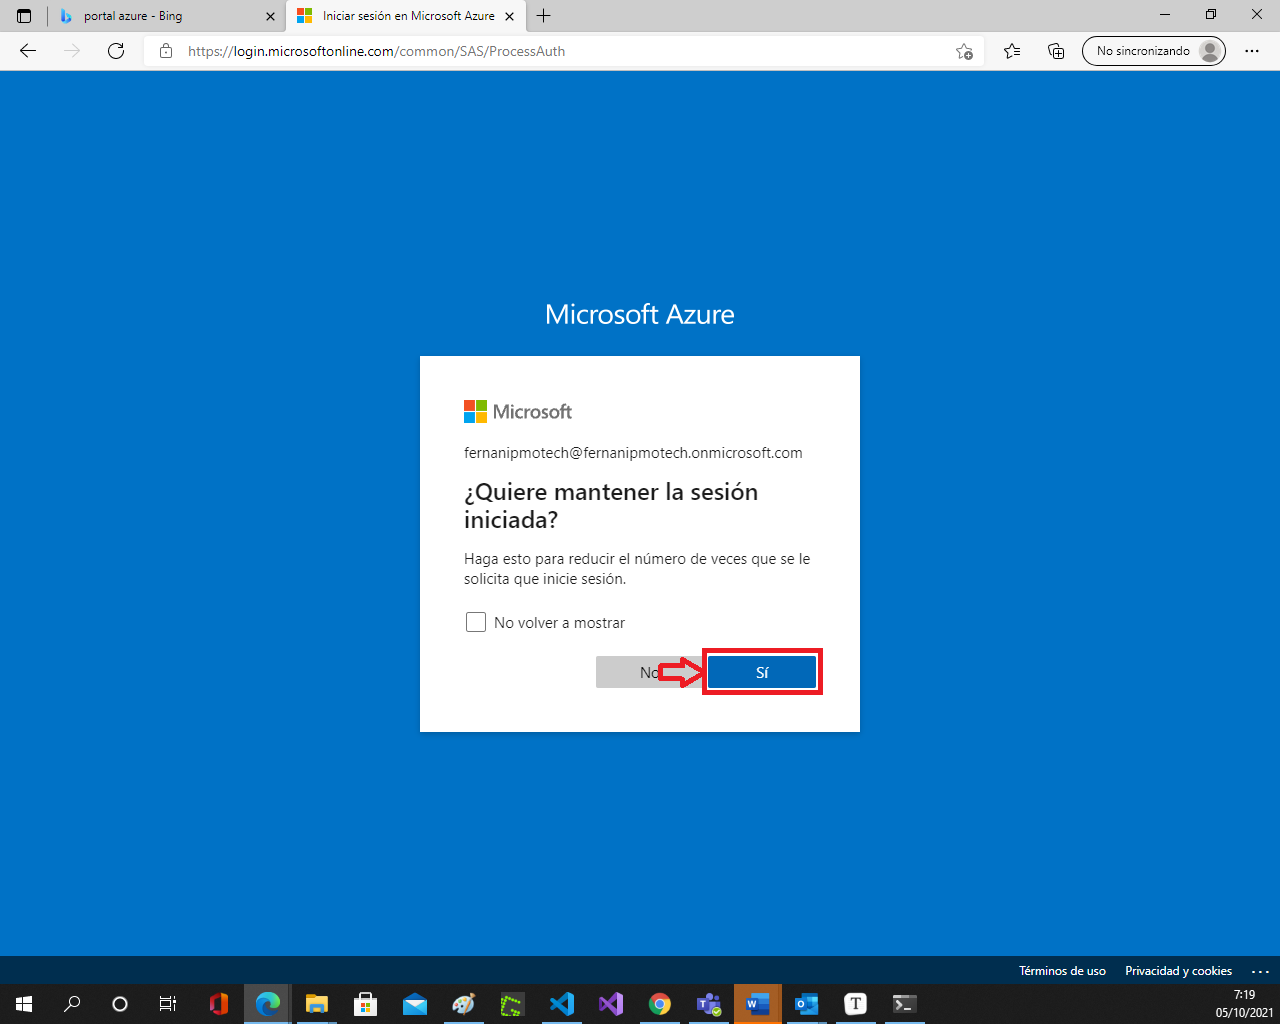 portal azure - Bing
Iniciar sesión en Microsoft Azure
https://login.microsoftonline.com/common/SAS/ProcessAuth
No sincronizando
Microsoft Azure
Microsoft
fernanipmotech@fernanipmotech.onmicrosoft.com
¿Quiere mantener la sesión
iniciada?
Haga esto para reducir el número de veces que se le
solicita que inicie sesión.
No volver a mostrar
No
Sí
Términos de uso
Privacidad y cookies
7:19
05/10/2021